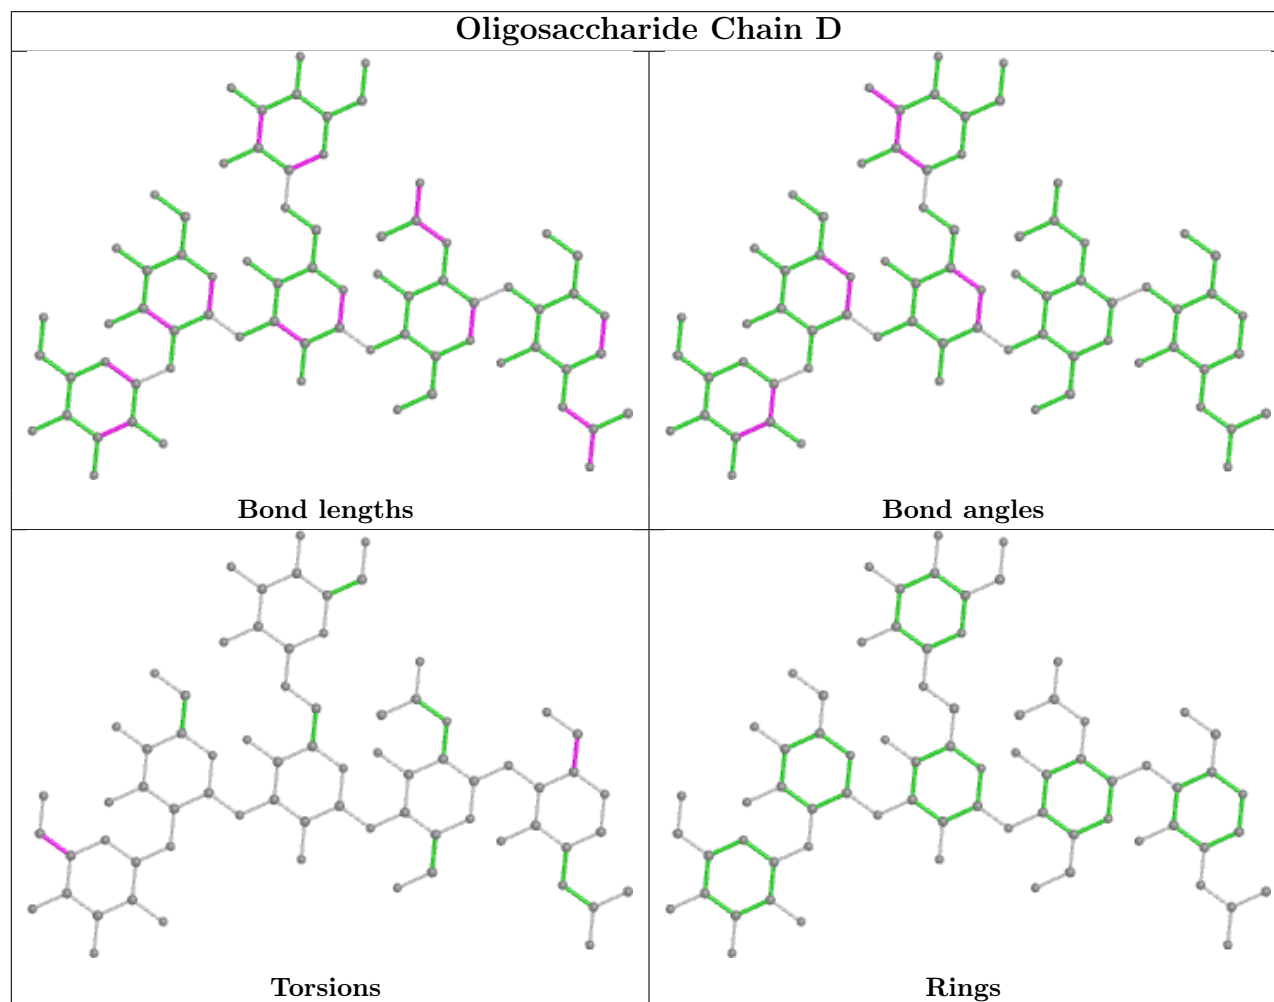 Oligosaccharide Chain D
Bond lengths
Bond angles
Torsions
Rings